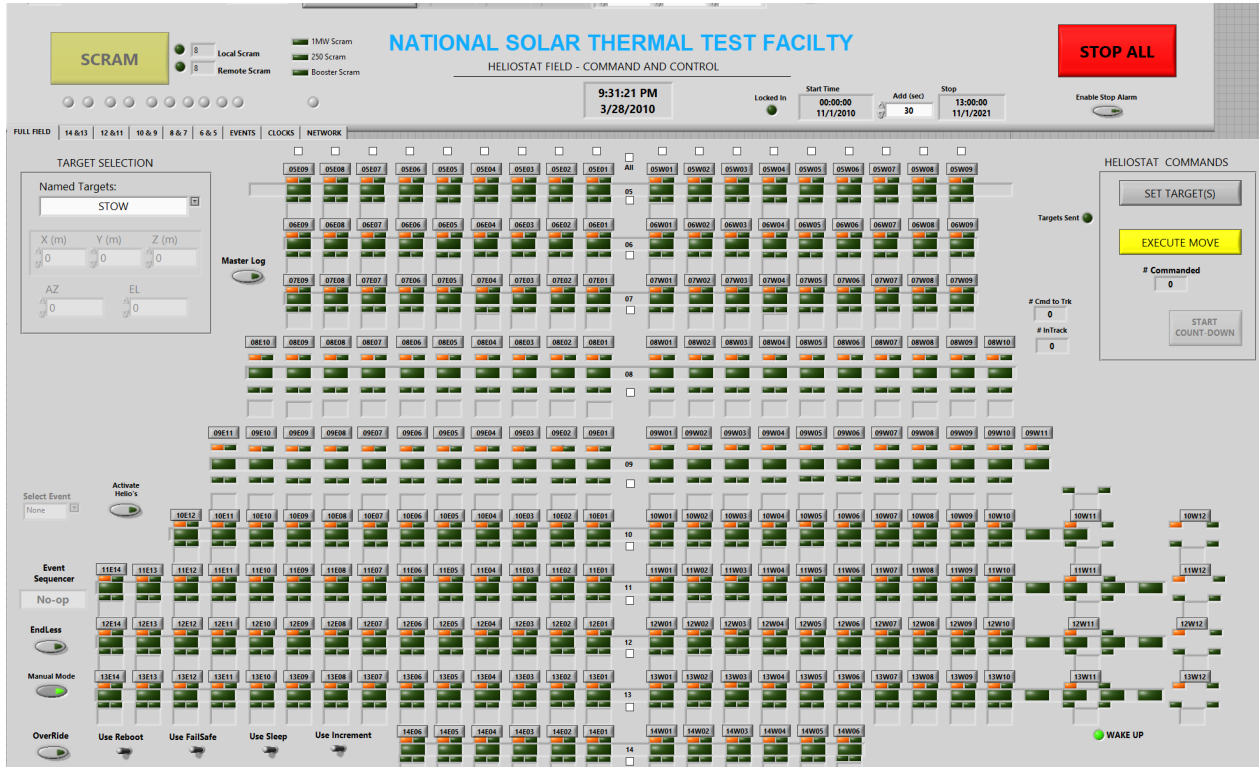 NATIONAL SOLAR THERMAL TEST FACILTY
HELIOSTAT FIELD - COMMAND AND CONTROL
SCRAM
8 Local Scram
8 Remote Scram
1MW Scram
250 Scram
Booster Scram
9:31:21 PM
3/28/2010
Locked In
Start Time
00:00:00
11/1/2010
Add (sec)
30
Stop
13:00:00
11/1/2021
STOP ALL
Enable Stop Alarm
FULL FIELD 14 &13 12 &11 10 & 9 8 & 7 6 & 5 EVENTS CLOCKS NETWORK
TARGET SELECTION
Named Targets:
STOW
X (m) Y (m) Z (m)
0 0 0
AZ EL
0 0
Master Log
All
05E09 05E08 05E07 05E06 05E05 05E04 05E03 05E02 05E01 05W01 05W02 05W03 05W04 05W05 05W06 05W07 05W08 05W09
05
06E09 06E08 06E07 06E06 06E05 06E04 06E03 06E02 06E01 06W01 06W02 06W03 06W04 06W05 06W06 06W07 06W08 06W09
06
07E09 07E08 07E07 07E06 07E05 07E04 07E03 07E02 07E01 07W01 07W02 07W03 07W04 07W05 07W06 07W07 07W08 07W09
07
08E10 08E09 08E08 08E07 08E06 08E05 08E04 08E03 08E02 08E01 08W01 08W02 08W03 08W04 08W05 08W06 08W07 08W08 08W09 08W10
08
09E11 09E10 09E09 09E08 09E07 09E06 09E05 09E04 09E03 09E02 09E01 09W01 09W02 09W03 09W04 09W05 09W06 09W07 09W08 09W09 09W10 09W11
09
10E12 10E11 10E10 10E09 10E08 10E07 10E06 10E05 10E04 10E03 10E02 10E01 10W01 10W02 10W03 10W04 10W05 10W06 10W07 10W08 10W09 10W10 10W11 10W12
10
11E14 11E13 11E12 11E11 11E10 11E09 11E08 11E07 11E06 11E05 11E04 11E03 11E02 11E01 11W01 11W02 11W03 11W04 11W05 11W06 11W07 11W08 11W09 11W10 11W11 11W12
11
12E14 12E13 12E12 12E11 12E10 12E09 12E08 12E07 12E06 12E05 12E04 12E03 12E02 12E01 12W01 12W02 12W03 12W04 12W05 12W06 12W07 12W08 12W09 12W10 12W11 12W12
12
13E14 13E13 13E12 13E11 13E10 13E09 13E08 13E07 13E06 13E05 13E04 13E03 13E02 13E01 13W01 13W02 13W03 13W04 13W05 13W06 13W07 13W08 13W09 13W10 13W11 13W12
13
14E06 14E05 14E04 14E03 14E02 14E01 14W01 14W02 14W03 14W04 14W05 14W06
14
HELIOSTAT COMMANDS
SET TARGET(S)
Targets Sent
EXECUTE MOVE
# Commanded
0
# Cmd to Trk
0
# InTrack
0
START
COUNT-DOWN
Select Event
None
Activate
Helio's
Event
Sequencer
No-op
EndLess
Manual Mode
OverRide
Use Reboot
Use FailSafe
Use Sleep
Use Increment
WAKE UP